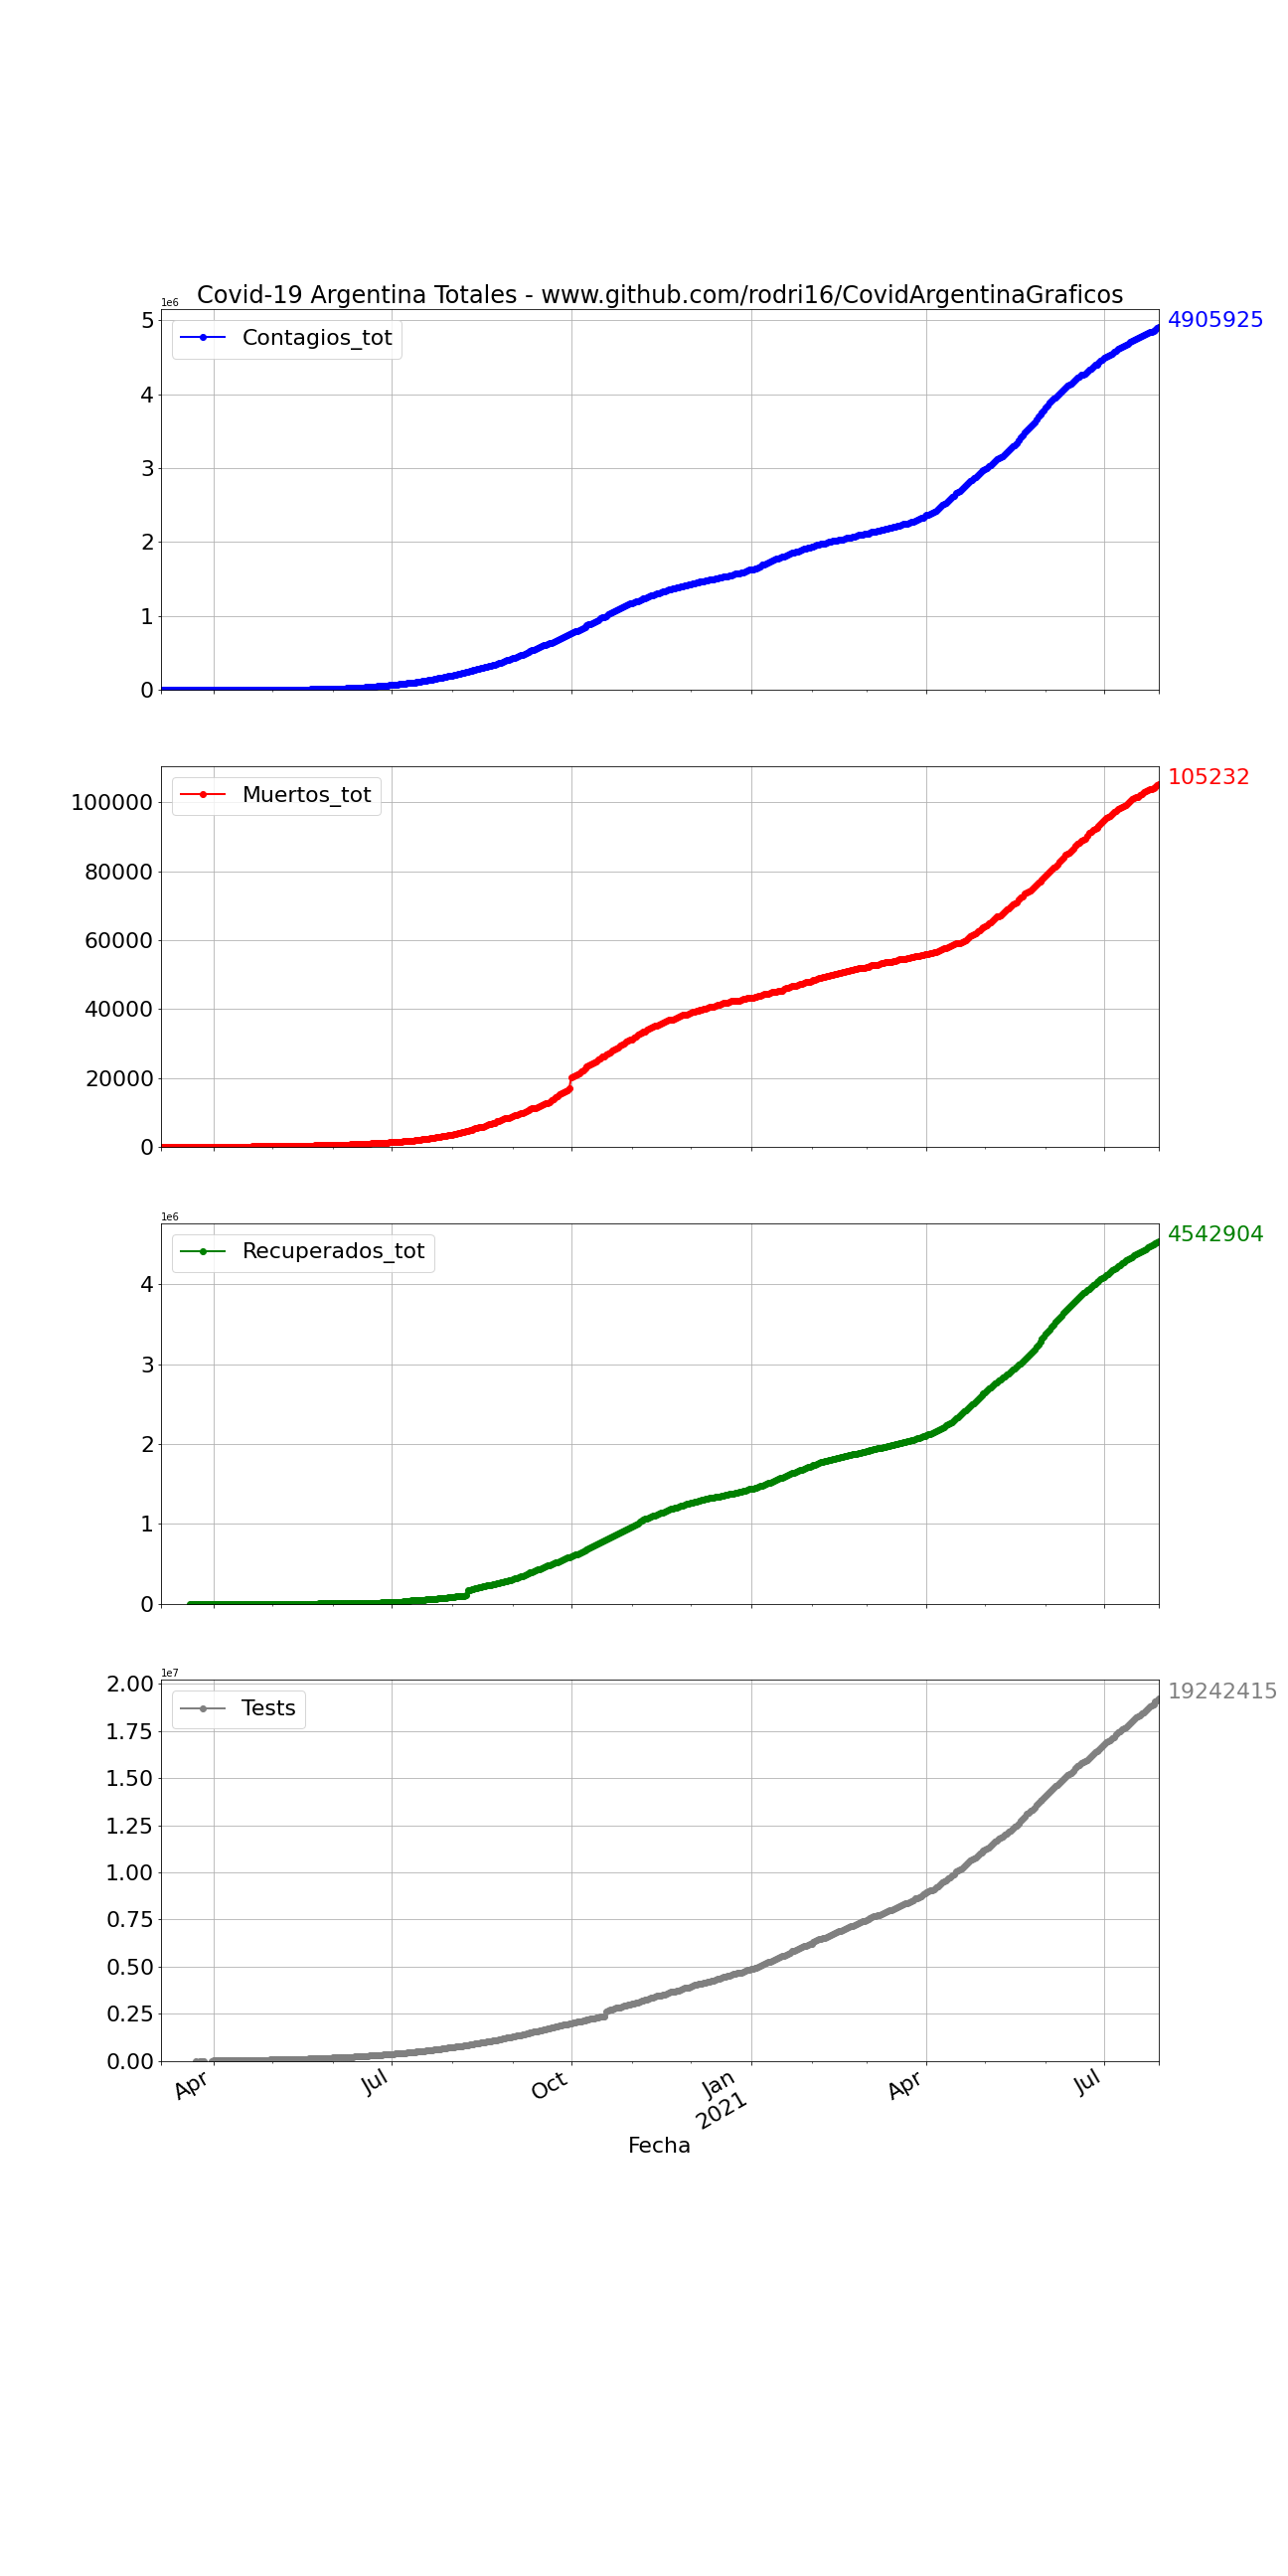 Covid-19 Argentina Totales - www.github.com/rodri16/CovidArgentinaGraficos
1e6
Contagios_tot
4905925
5
4
3
2
1
0
Muertos_tot
105232
100000
80000
60000
40000
20000
0
1e6
Recuperados_tot
4542904
4
3
2
1
0
1e7
Tests
19242415
2.00
1.75
1.50
1.25
1.00
0.75
0.50
0.25
0.00
Apr
Jul
Oct
Jan
2021
Apr
Jul
Fecha